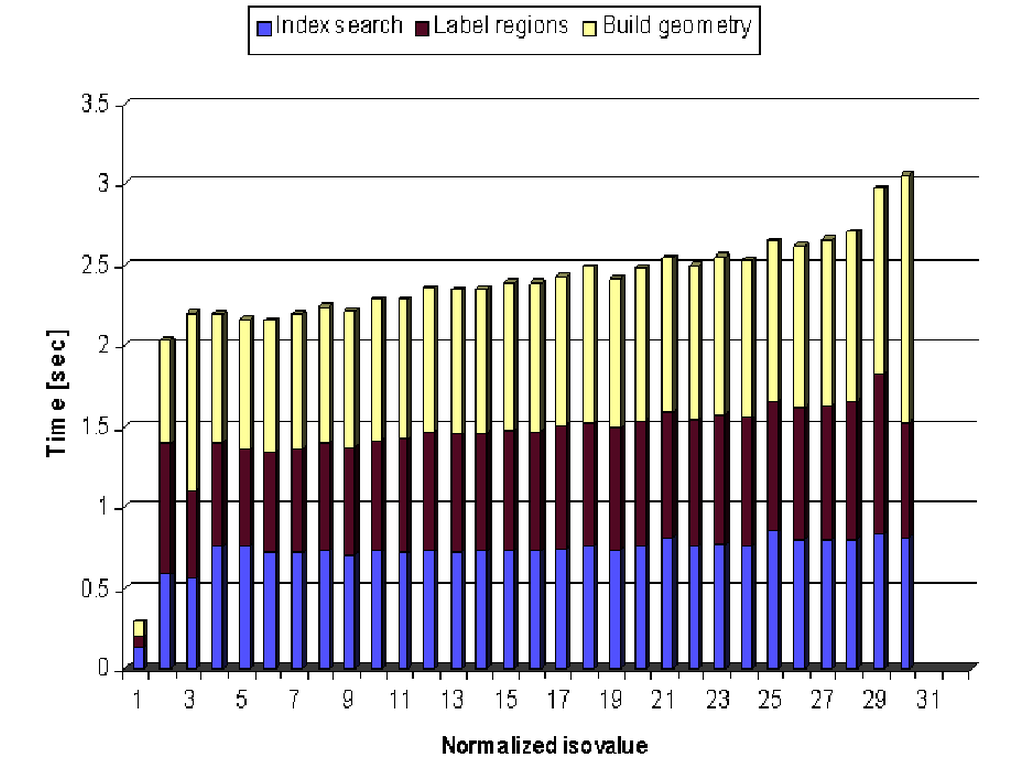 Index search Label regions Build geometry
3.5
3
2.5
2
1.5
1
0.5
0
Time [sec]
1 3 5 7 9 11 13 15 17 19 21 23 25 27 29 31
Normalized isovalue